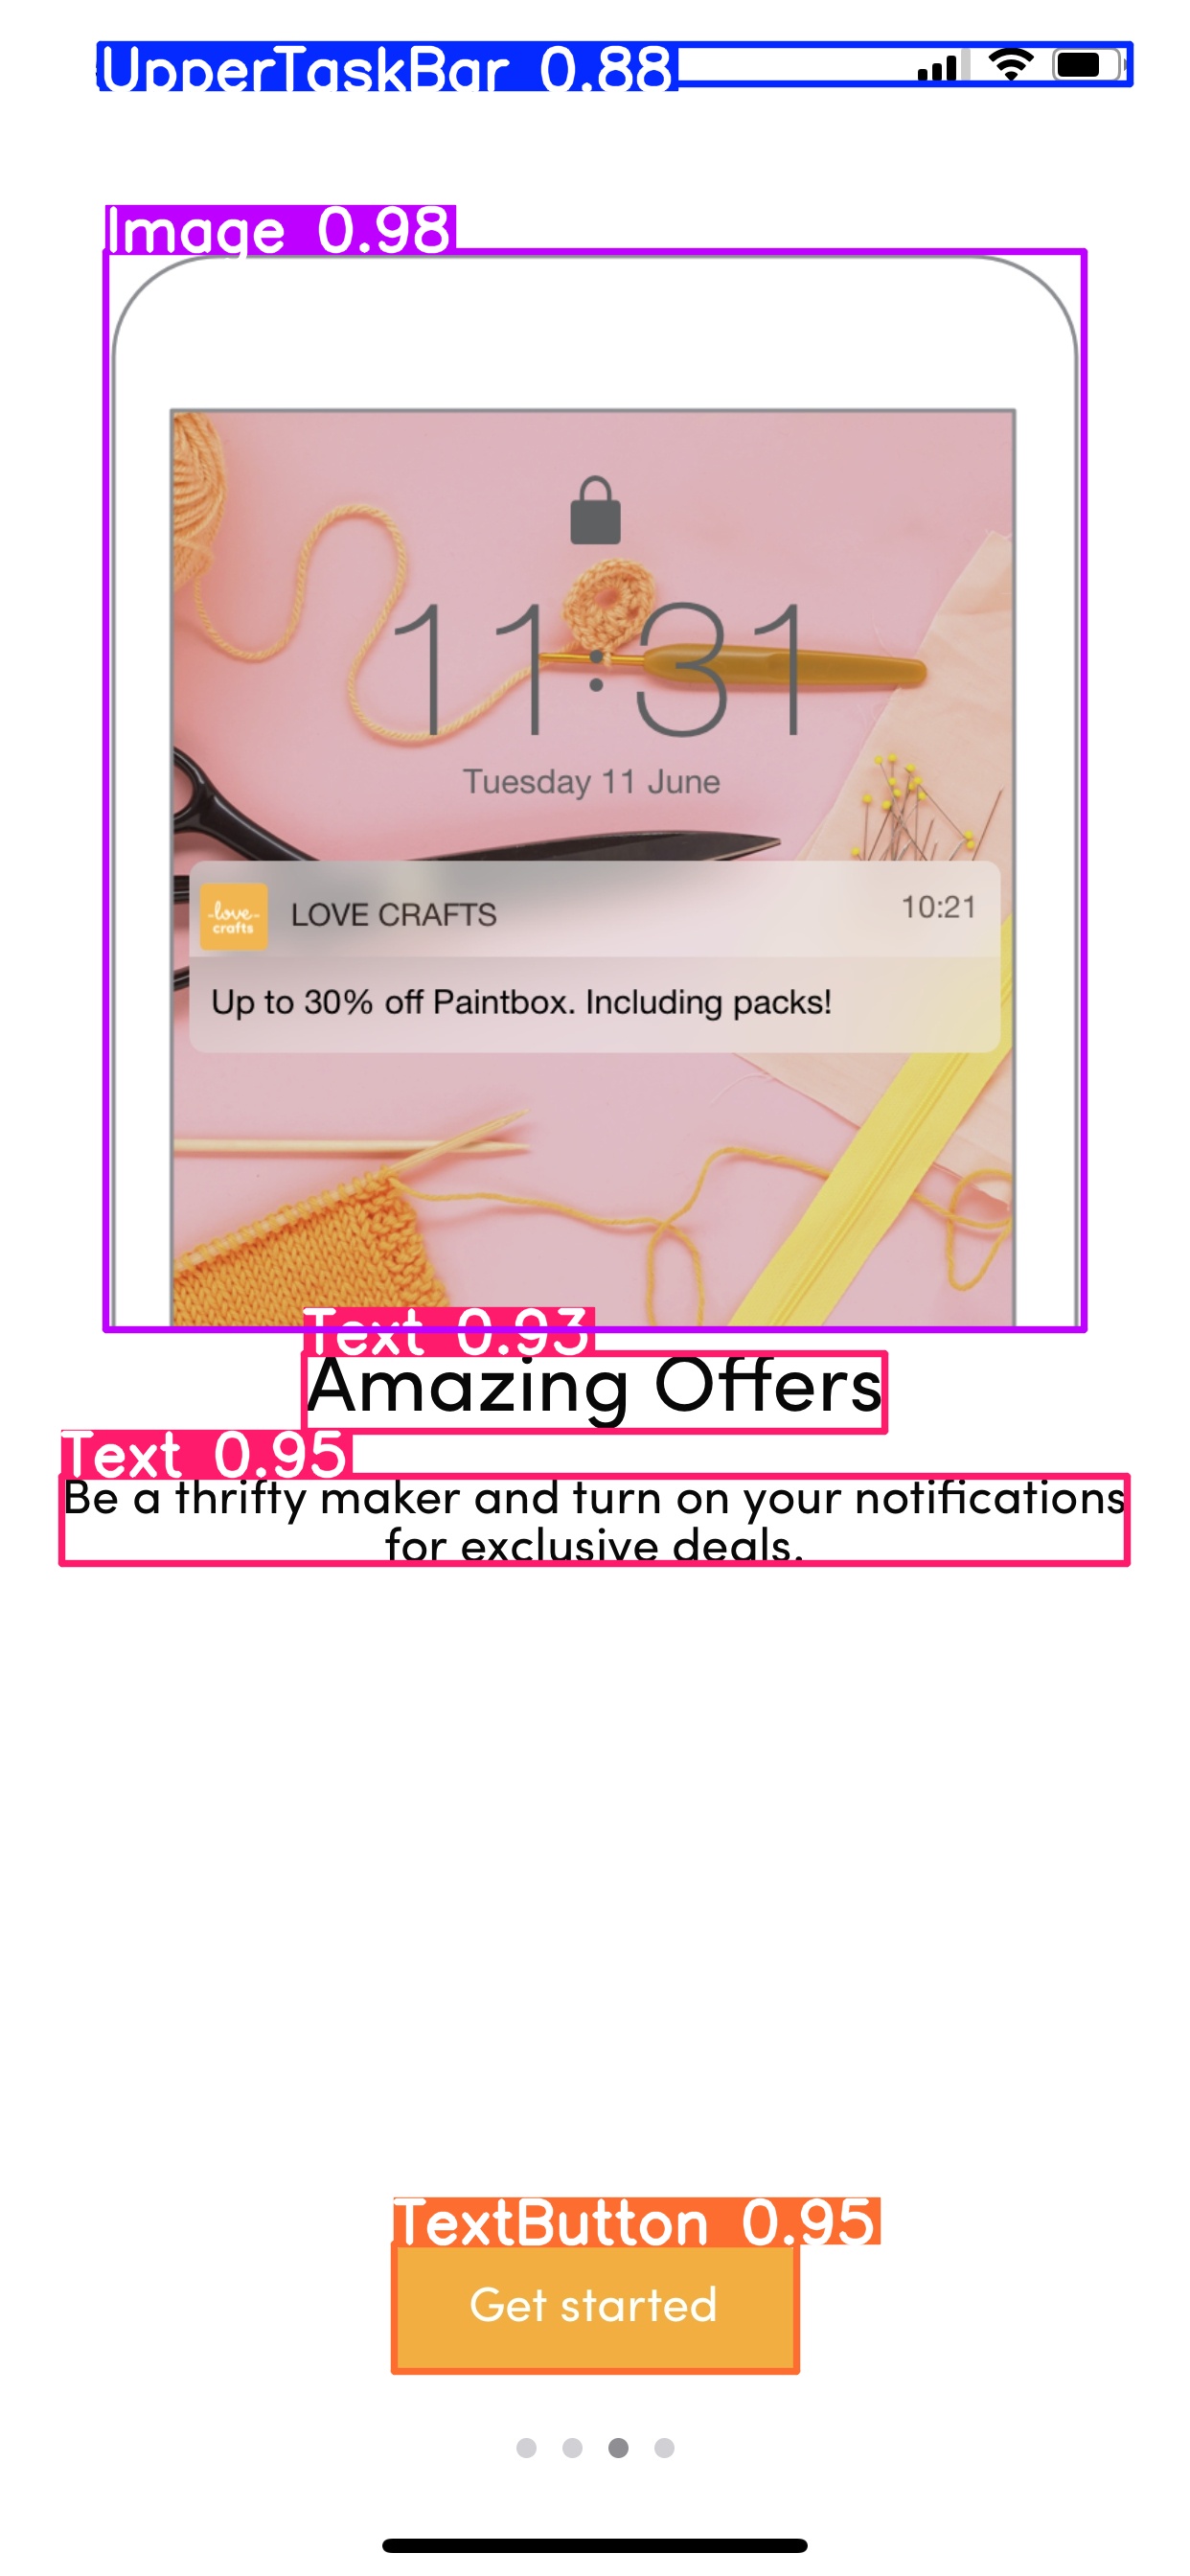 UpperTaskBar 0.88
Image 0.98
11:31
Tuesday 11 June
love
crafts
LOVE CRAFTS
10:21
Up to 30% off Paintbox. Including packs!
Text 0.93
Amazing Offers
Text 0.95
Be a thrifty maker and turn on your notifications
for exclusive deals.
TextButton 0.95
Get started